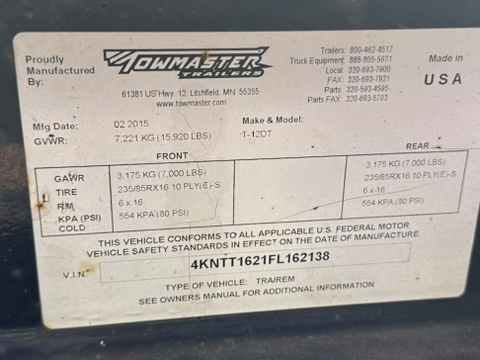 Proudly
Manufactured
By:
TOWMASTER
TRAILERS
61381 US Hwy. 12, Litchfield, MN 55355
www.towmaster.com
Trailers: 800-462-4517
Truck Equipment: 888-805-5971
Local: 320-693-7900
FAX: 320-693-7921
Parts: 320-593-4595
Parts FAX: 320-693-5703
Made in
USA
Mfg Date: 02 2015
GVWR: 7,221 KG (15,920 LBS)
Make & Model:
T-12DT
FRONT
REAR
GAWR 3,175 KG (7,000 LBS) 3,175 KG (7,000 LBS)
TIRE 235/85RX16 10 PLY(E)-S 235/85RX16 10 PLY(E)-S
RIM 6 x 16 6 x 16
KPA (PSI) COLD 554 KPA (80 PSI) 554 KPA (80 PSI)
THIS VEHICLE CONFORMS TO ALL APPLICABLE U.S. FEDERAL MOTOR
VEHICLE SAFETY STANDARDS IN EFFECT ON THE DATE OF MANUFACTURE
V.I.N. 4KNTT1621FL162138
TYPE OF VEHICLE: TRA/REM
SEE OWNERS MANUAL FOR ADDITIONAL INFORMATION